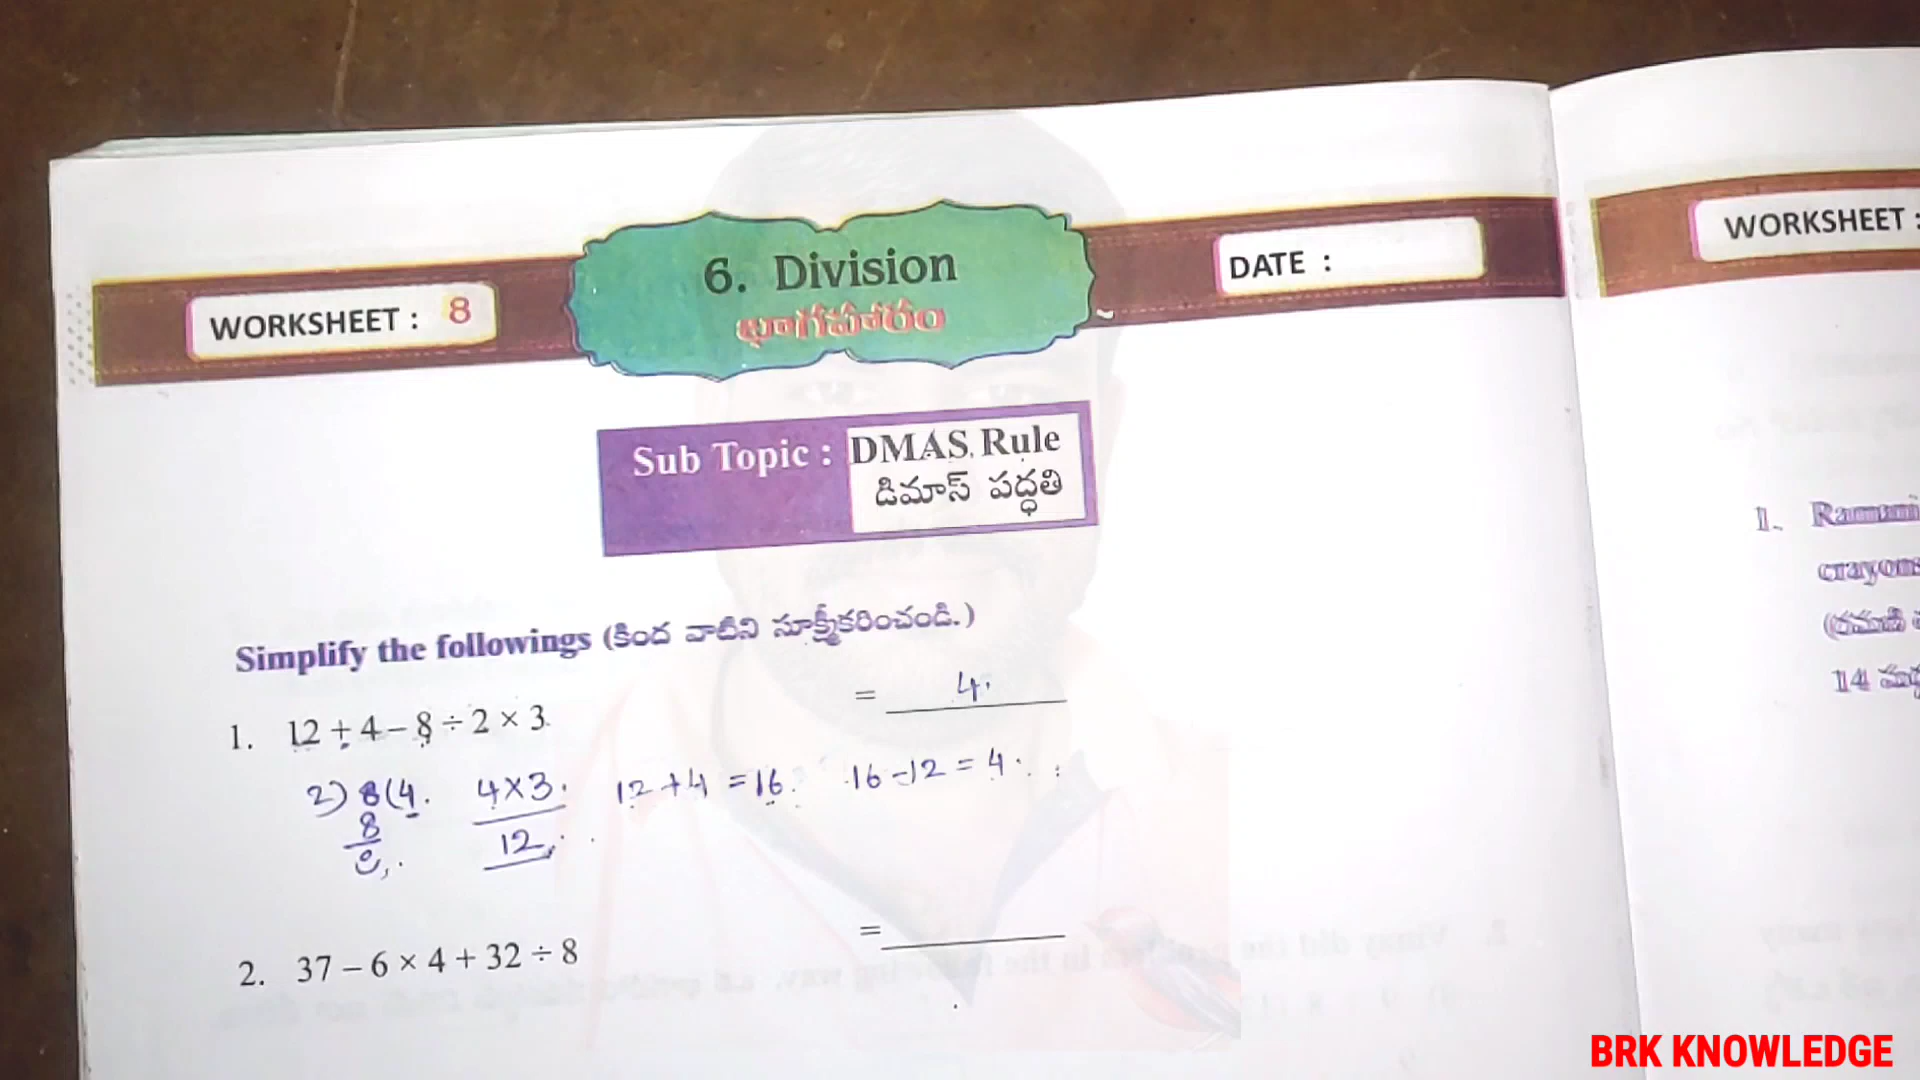 WORKSHEET : 8
6. Division
భాగహారం
DATE :
Sub Topic : DMAS Rule
డిమాస్ పద్ధతి
Simplify the followings (కింద వాటిని సూక్ష్మీకరించండి.)
1. 12 + 4 – 8 ÷ 2 × 3 = 4.
2) 8 (4. 4×3. 12+4 = 16. 16-12 = 4.
8 12
0
2. 37 – 6 × 4 + 32 ÷ 8 =
WORKSHEET :
1.
crayons
14
BRK KNOWLEDGE